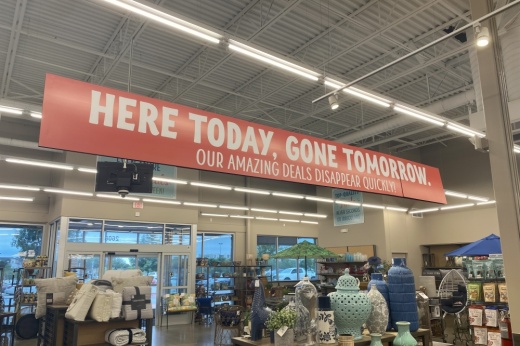 HERE TODAY, GONE TOMORROW.
OUR AMAZING DEALS DISAPPEAR QUICKLY!